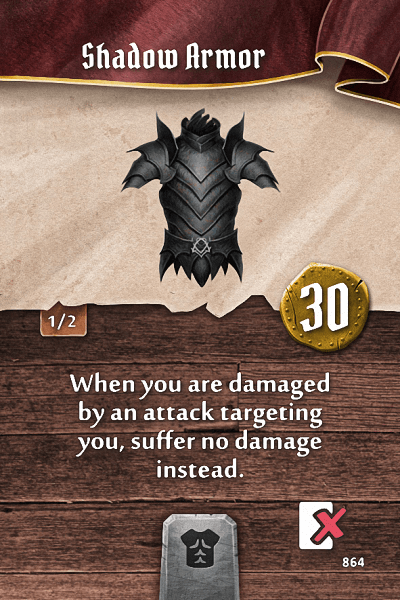 Shadow Armor
1/2
30
When you are damaged
by an attack targeting
you, suffer no damage
instead.
864